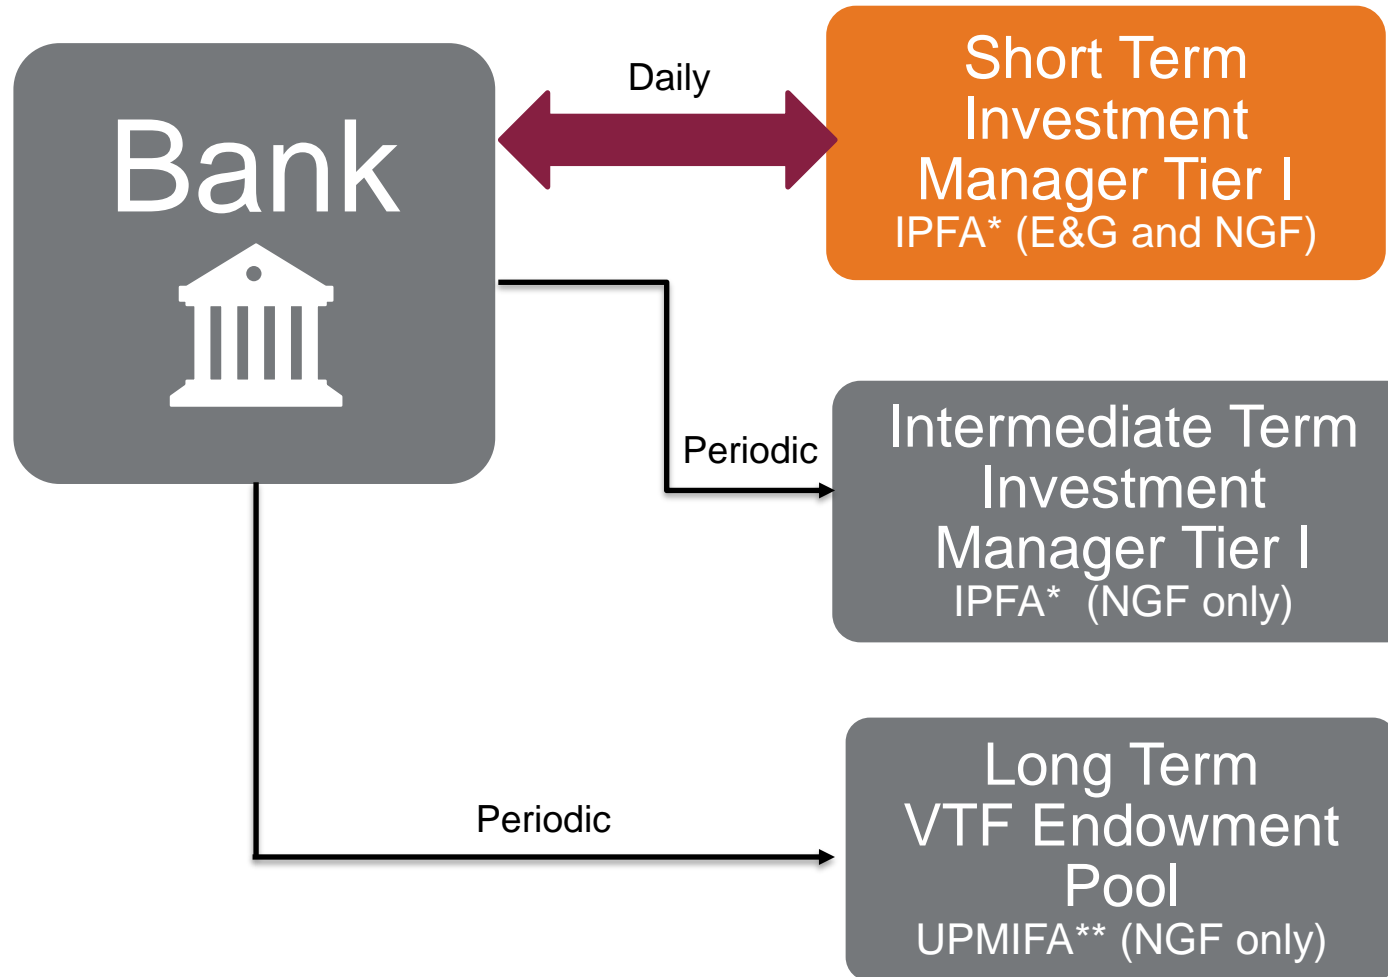 Bank
Daily
Short Term
Investment
Manager Tier I
IPFA* (E&G and NGF)
Periodic
Intermediate Term
Investment
Manager Tier I
IPFA* (NGF only)
Periodic
Long Term
VTF Endowment
Pool
UPMIFA** (NGF only)